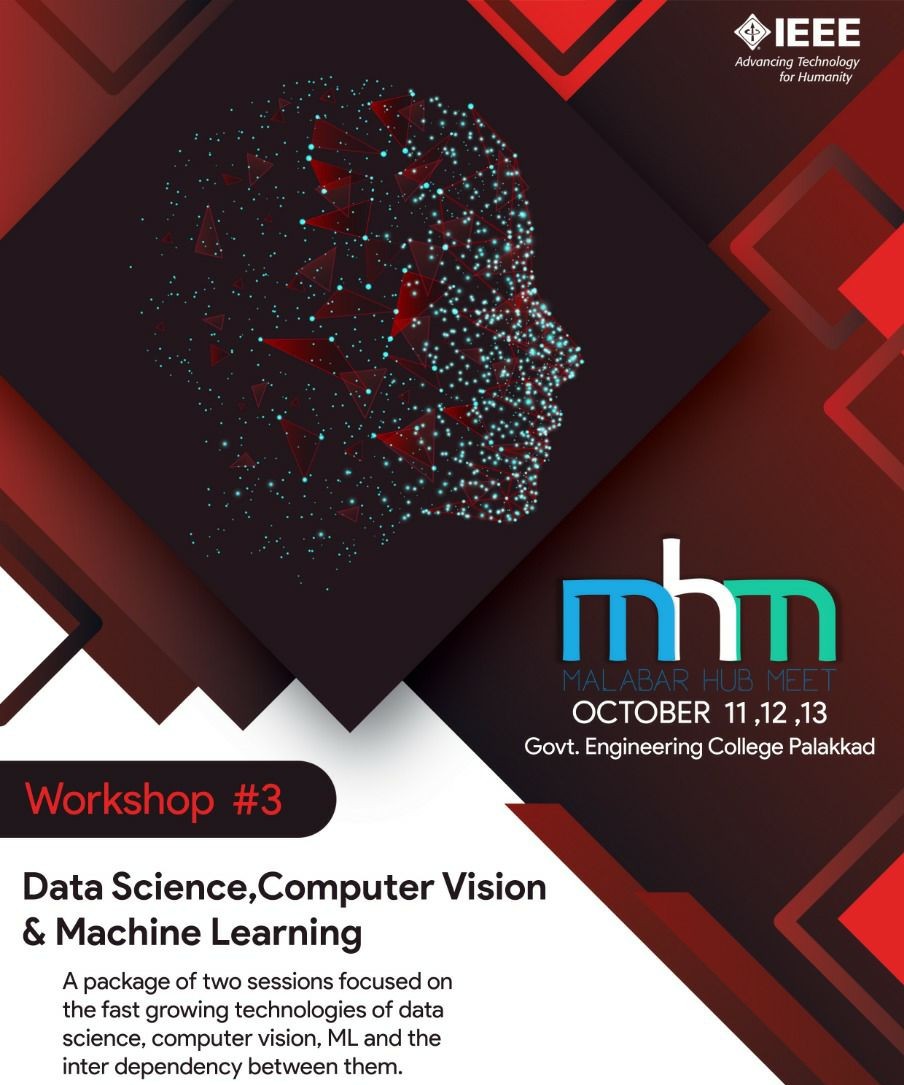 IEEE
Advancing Technology
for Humanity
mhm
MALABAR HUB MEET
OCTOBER 11 ,12 ,13
Govt. Engineering College Palakkad
Workshop #3
Data Science,Computer Vision
& Machine Learning
A package of two sessions focused on
the fast growing technologies of data
science, computer vision, ML and the
inter dependency between them.